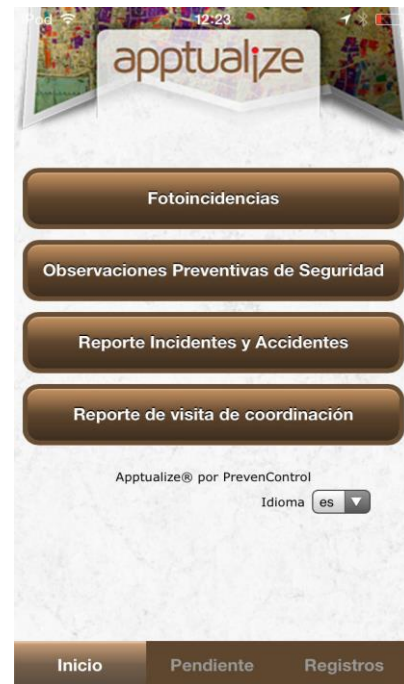 Pod 12:23
apptualize
Fotoincidencias
Observaciones Preventivas de Seguridad
Reporte Incidentes y Accidentes
Reporte de visita de coordinación
Apptualize® por PrevenControl
Idioma es
Inicio Pendiente Registros